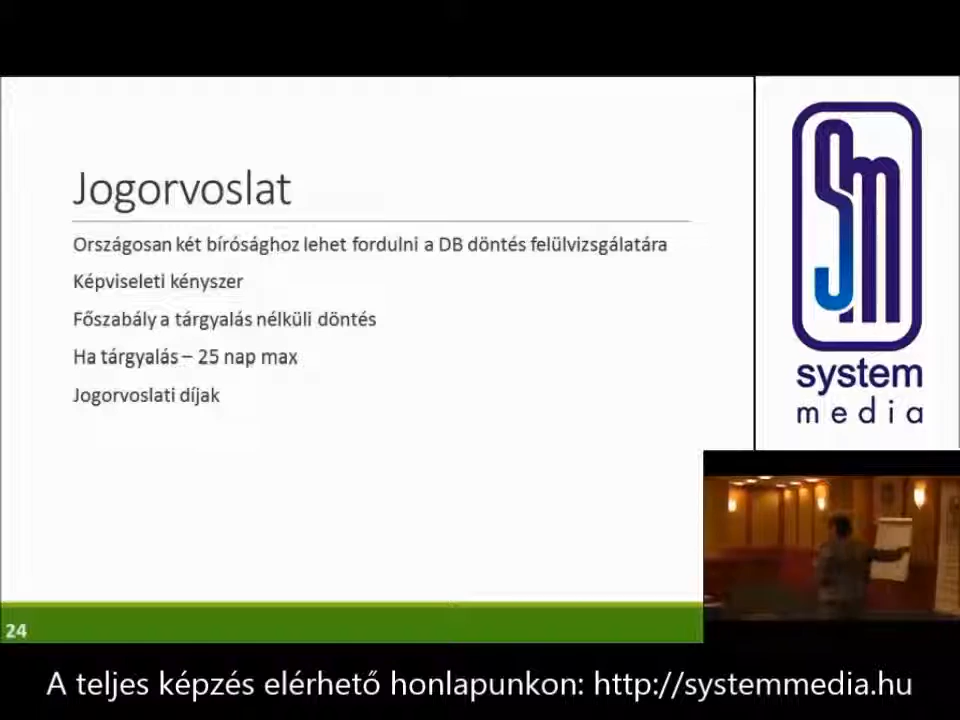 Jogorvoslat
Országosan két bírósághoz lehet fordulni a DB döntés felülvizsgálatára
Képviseleti kényszer
Főszabály a tárgyalás nélküli döntés
Ha tárgyalás – 25 nap max
Jogorvoslati díjak
24
Sm
system
media
A teljes képzés elérhető honlapunkon: http://systemmedia.hu